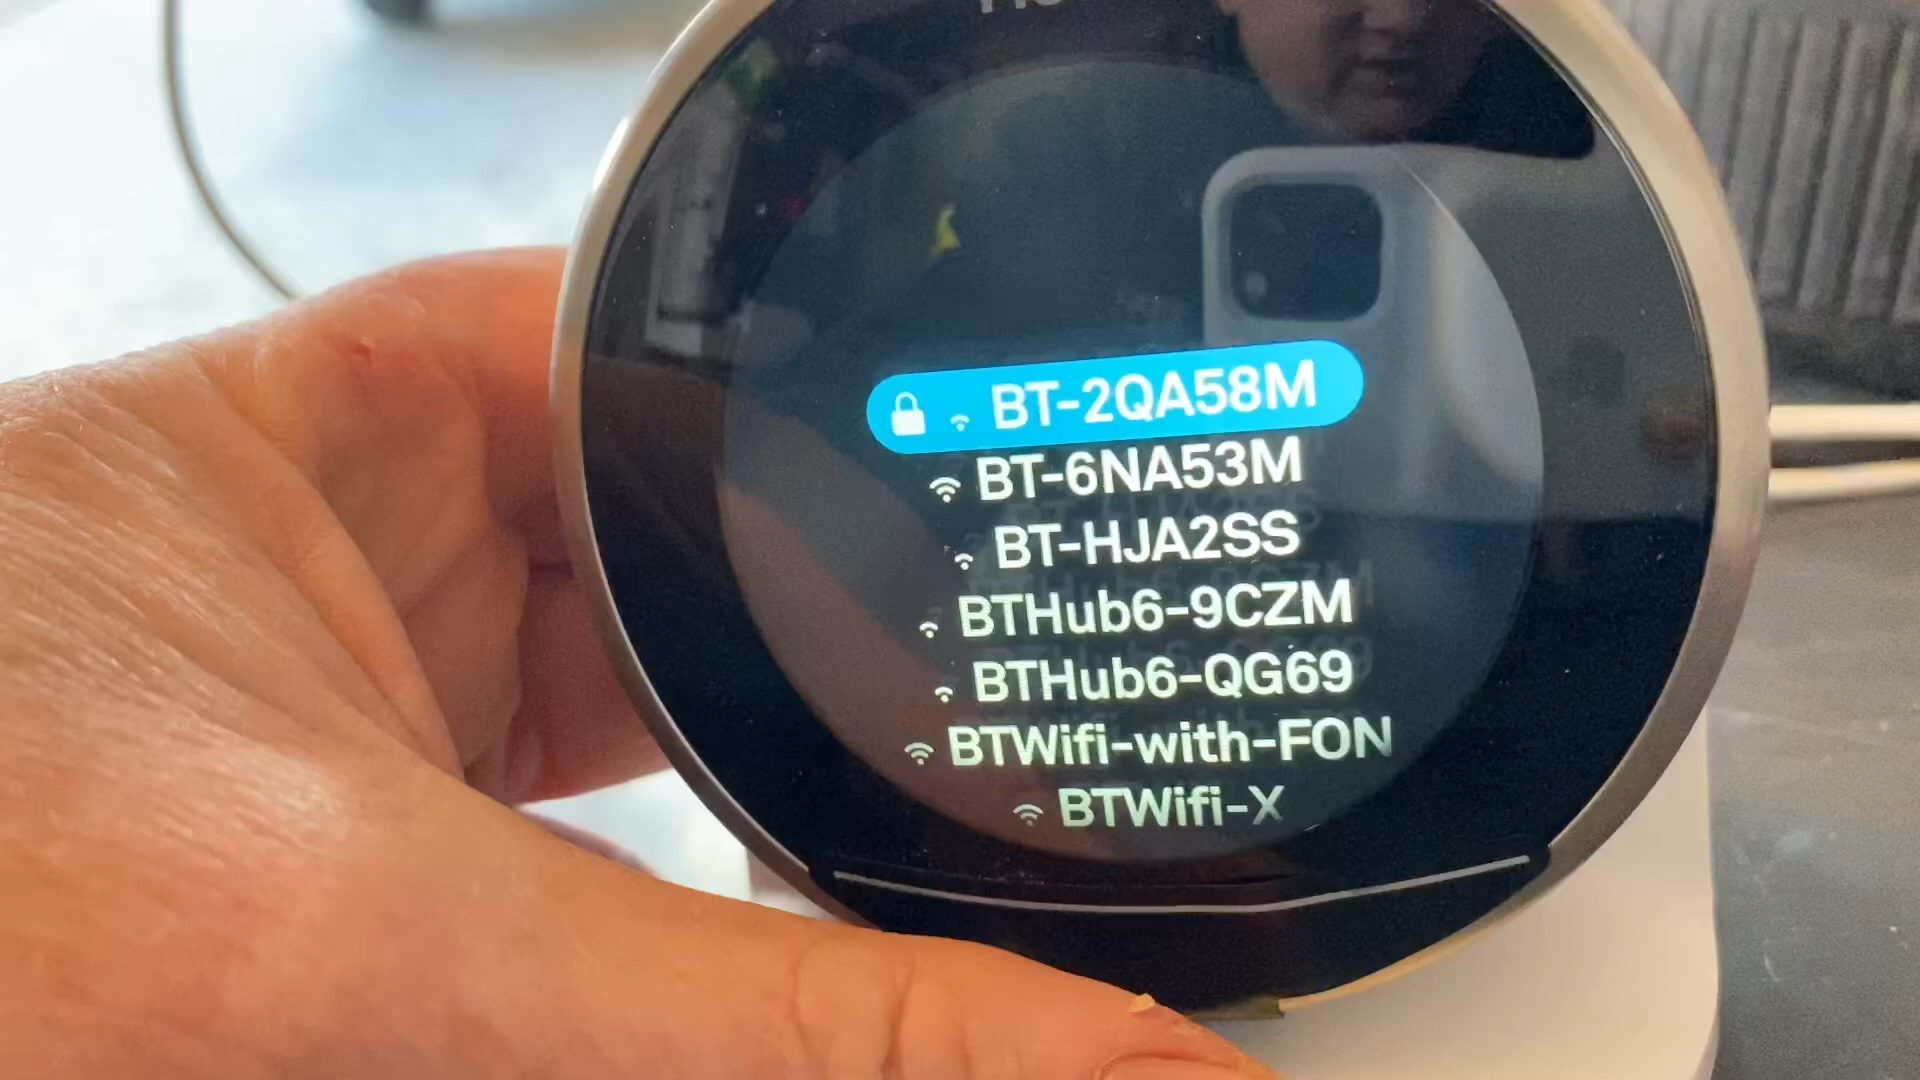 BT-2QA58M
BT-6NA53M
BT-HJA2SS
BTHub6-9CZM
BTHub6-QG69
BTWifi-with-FON
BTWifi-X